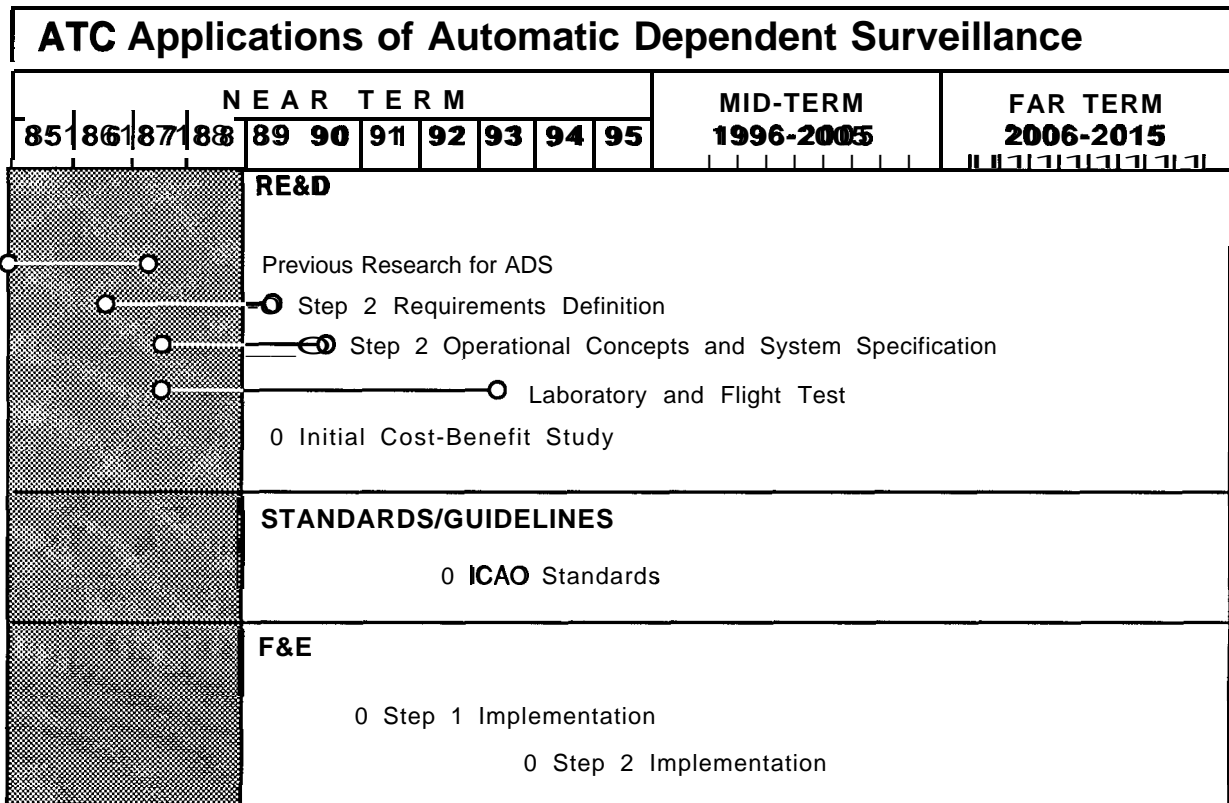 ATC Applications of Automatic Dependent Surveillance
NEAR TERM
MID-TERM
FAR TERM
85 86 87 88 89 90 91 92 93 94 95
1996-2005
2006-2015
RE&D
Previous Research for ADS
Step 2 Requirements Definition
Step 2 Operational Concepts and System Specification
Laboratory and Flight Test
0 Initial Cost-Benefit Study
STANDARDS/GUIDELINES
0 ICAO Standards
F&E
0 Step 1 Implementation
0 Step 2 Implementation